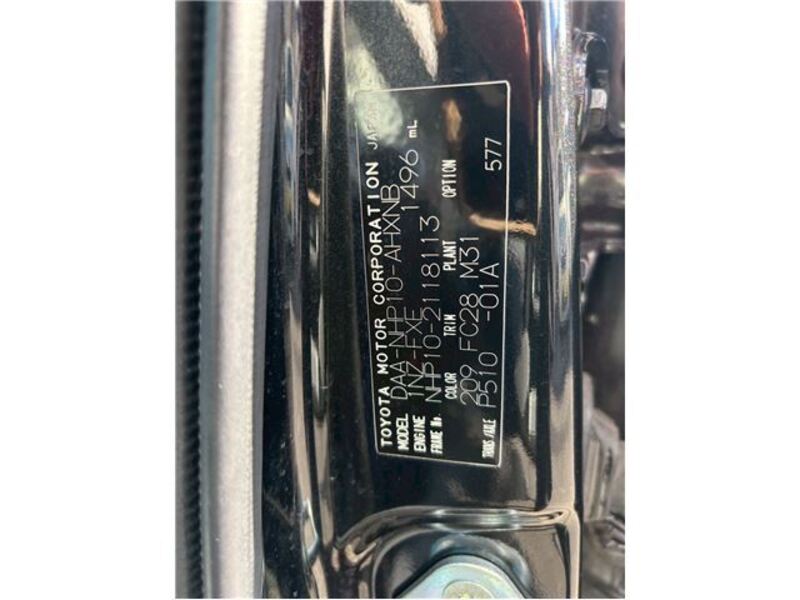 TOYOTA MOTOR CORPORATION JAPAN
MODEL DAA-NHP10-AHXNB
ENGINE 1NZ-FXE 1496 mL
FRAME No. NHP10-2118113
COLOR TRIM PLANT OPTION
209 FC28 M31
TRANS/AXLE P510 -01A 577